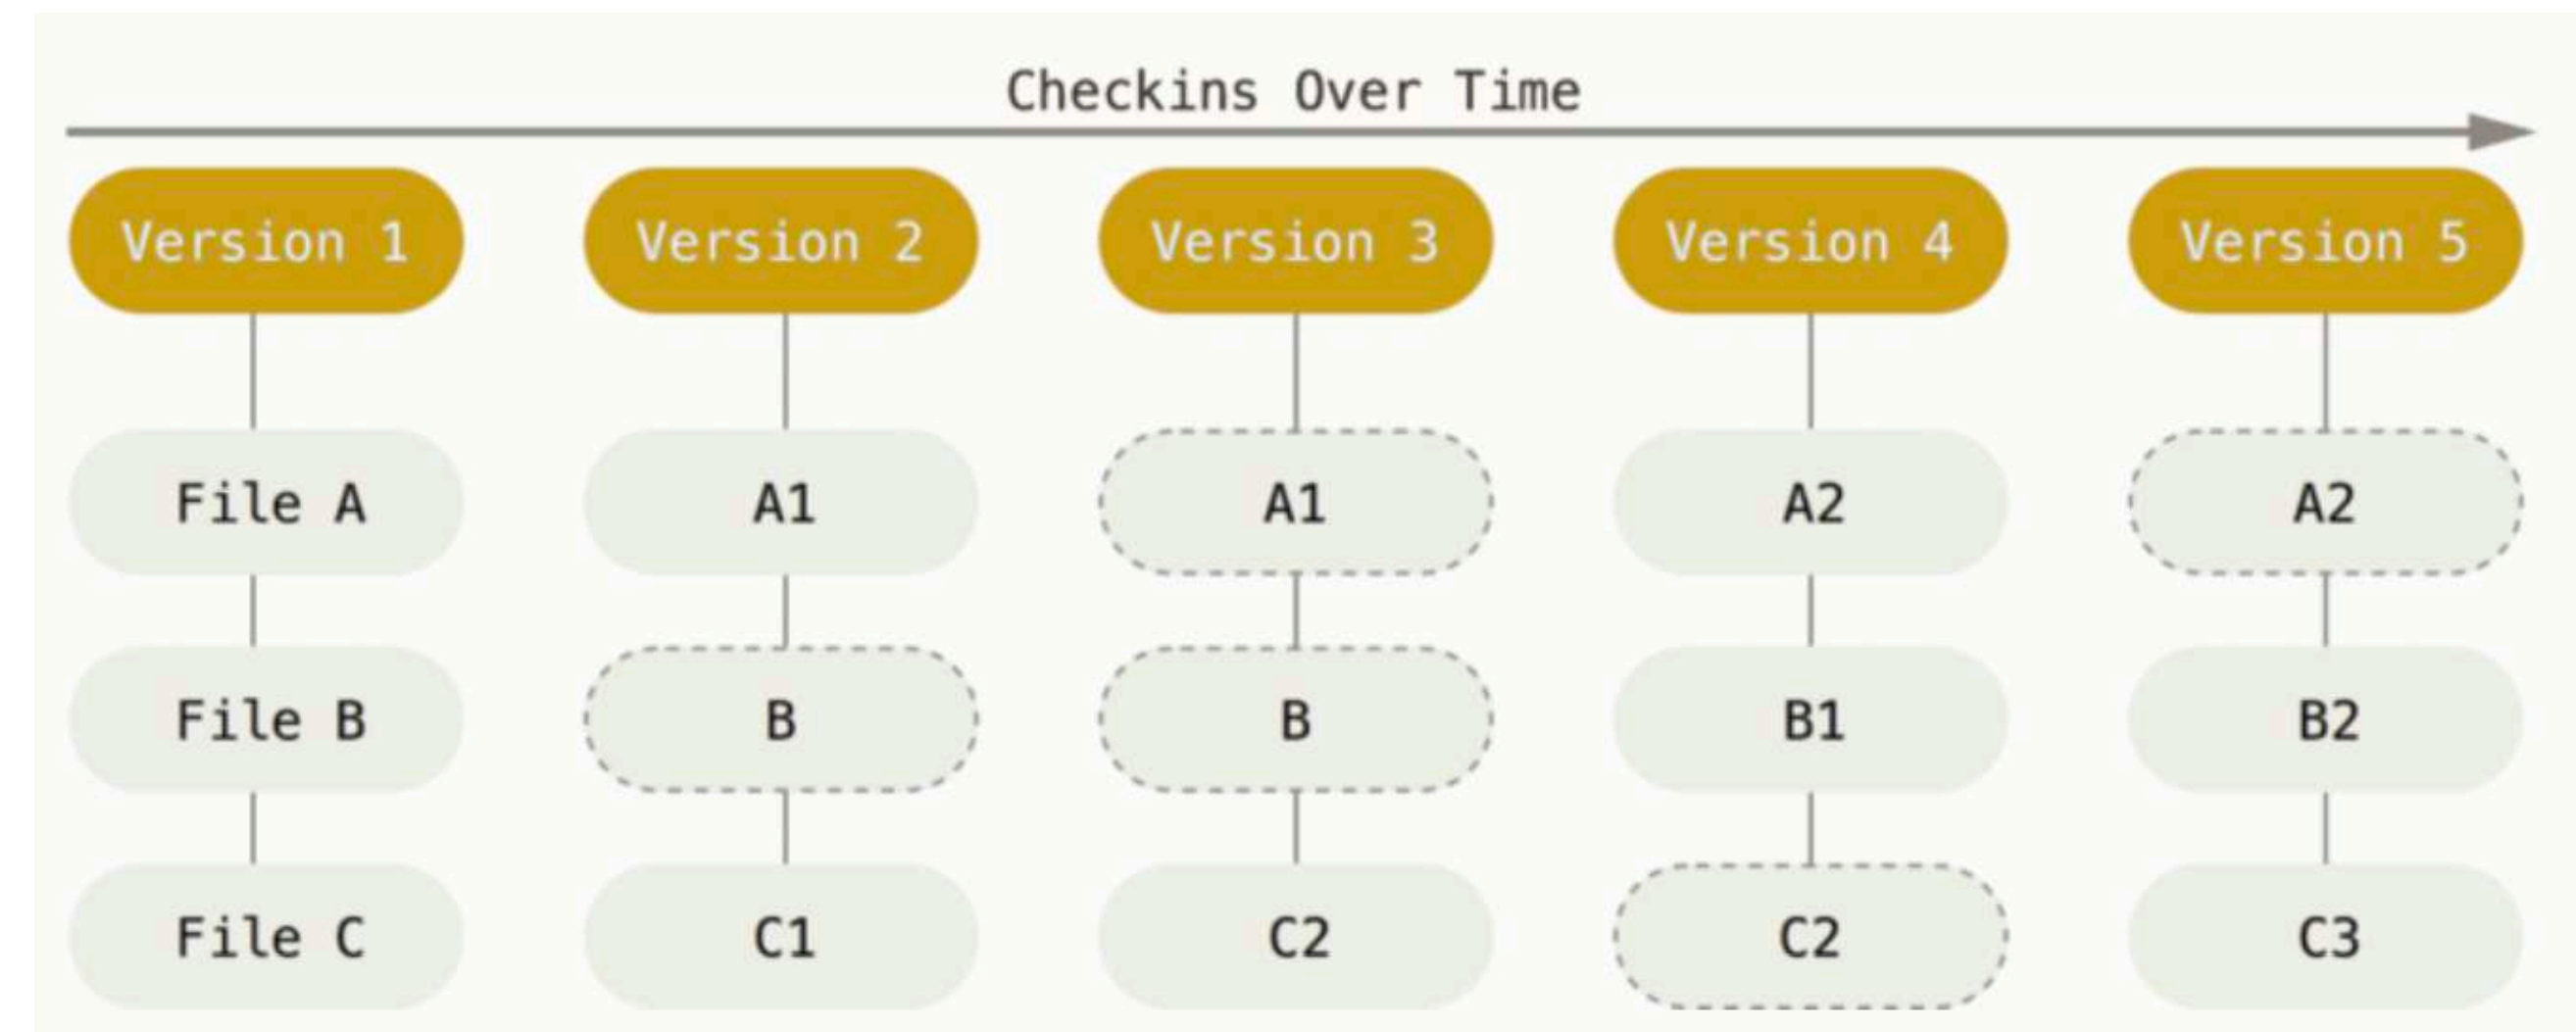 Checkins Over Time
Version 1 Version 2 Version 3 Version 4 Version 5
File A A1 A1 A2 A2
File B B B B1 B2
File C C1 C2 C2 C3